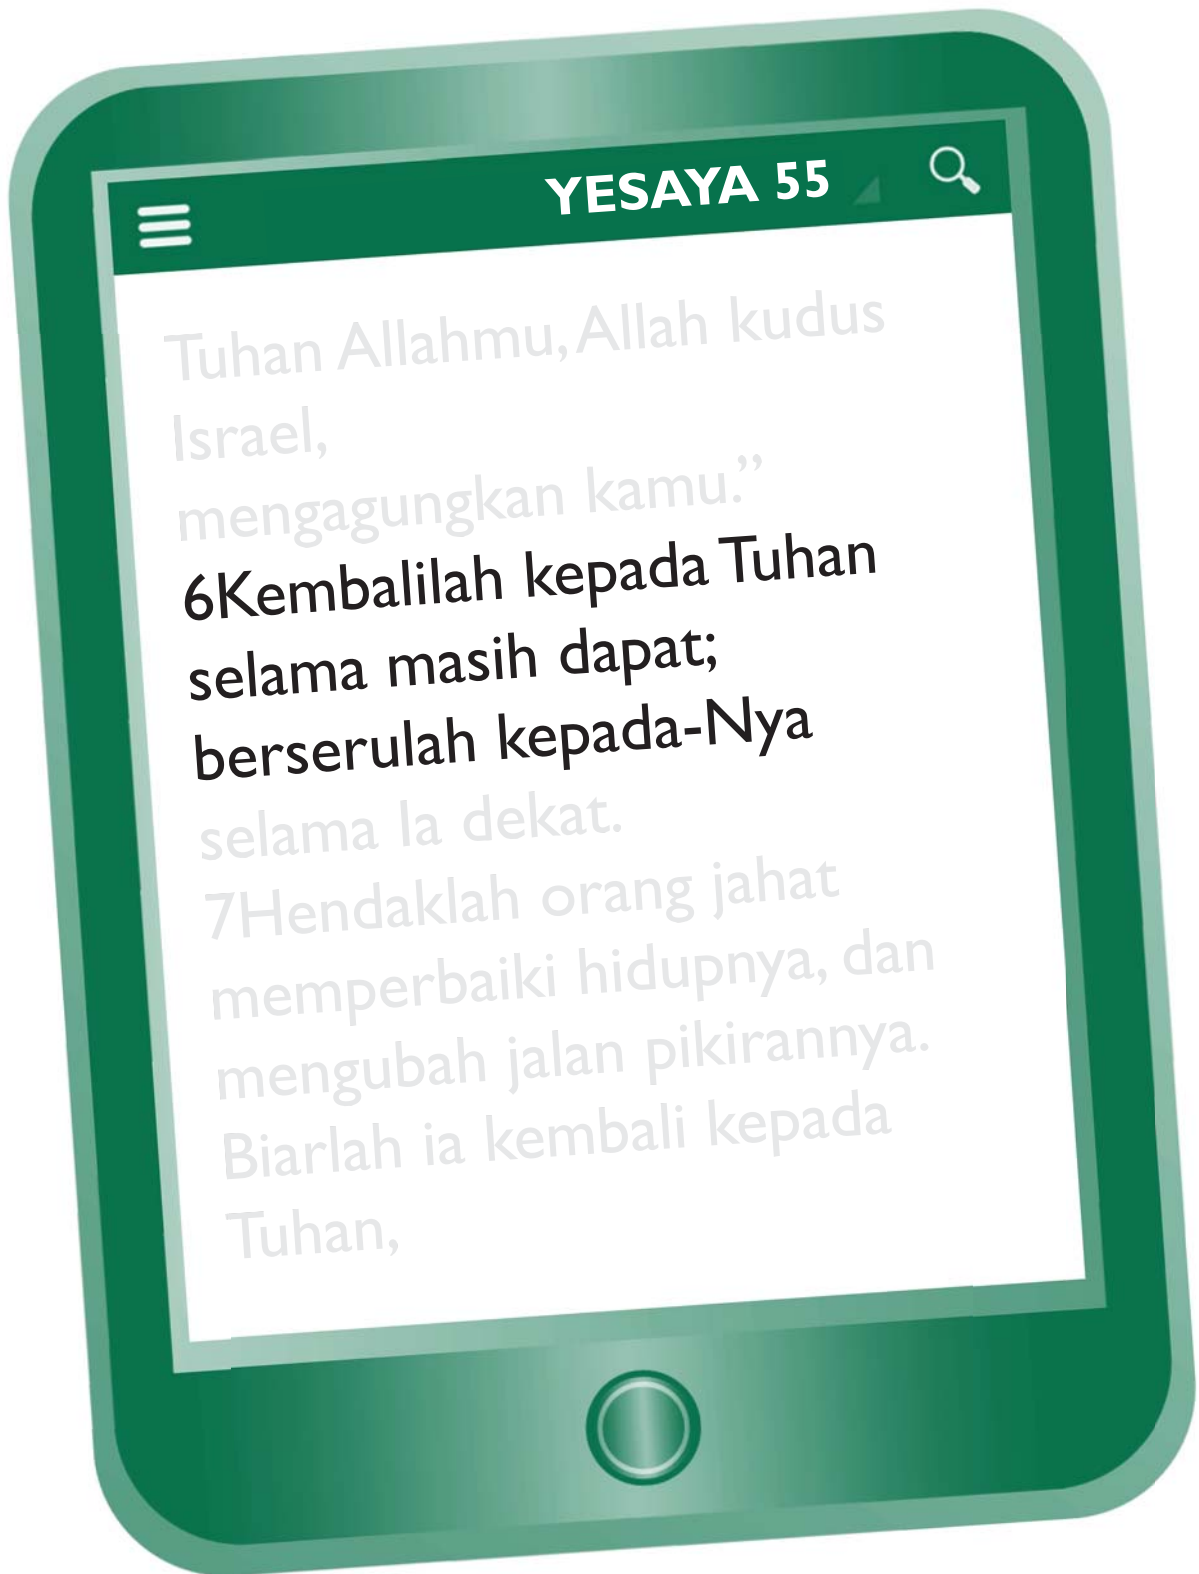 YESAYA 55
Tuhan Allahmu, Allah kudus
Israel,
mengagungkan kamu.”
6Kembalilah kepada Tuhan
selama masih dapat;
berserulah kepada-Nya
selama Ia dekat.
7Hendaklah orang jahat
memperbaiki hidupnya, dan
mengubah jalan pikirannya.
Biarlah ia kembali kepada
Tuhan,